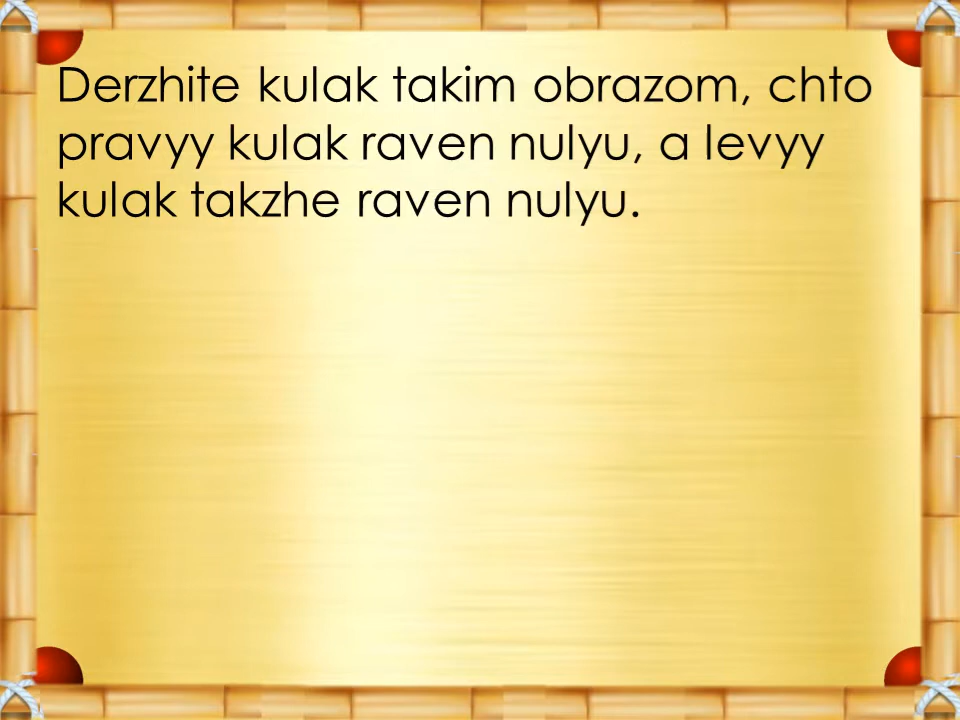 Derzhite kulak takim obrazom, chto
pravyy kulak raven nulyu, a levyy
kulak takzhe raven nulyu.